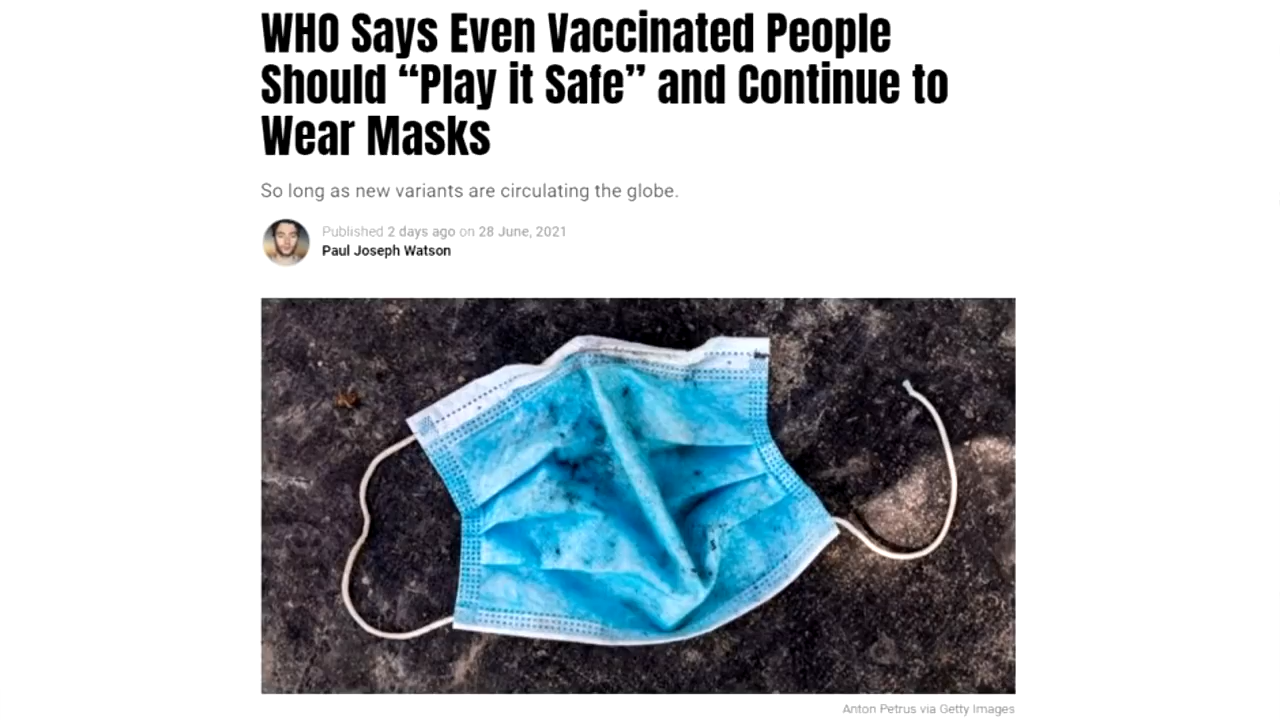 WHO Says Even Vaccinated People
Should “Play it Safe” and Continue to
Wear Masks
So long as new variants are circulating the globe.
Published 2 days ago on 28 June, 2021
Paul Joseph Watson
Anton Petrus via Getty Images